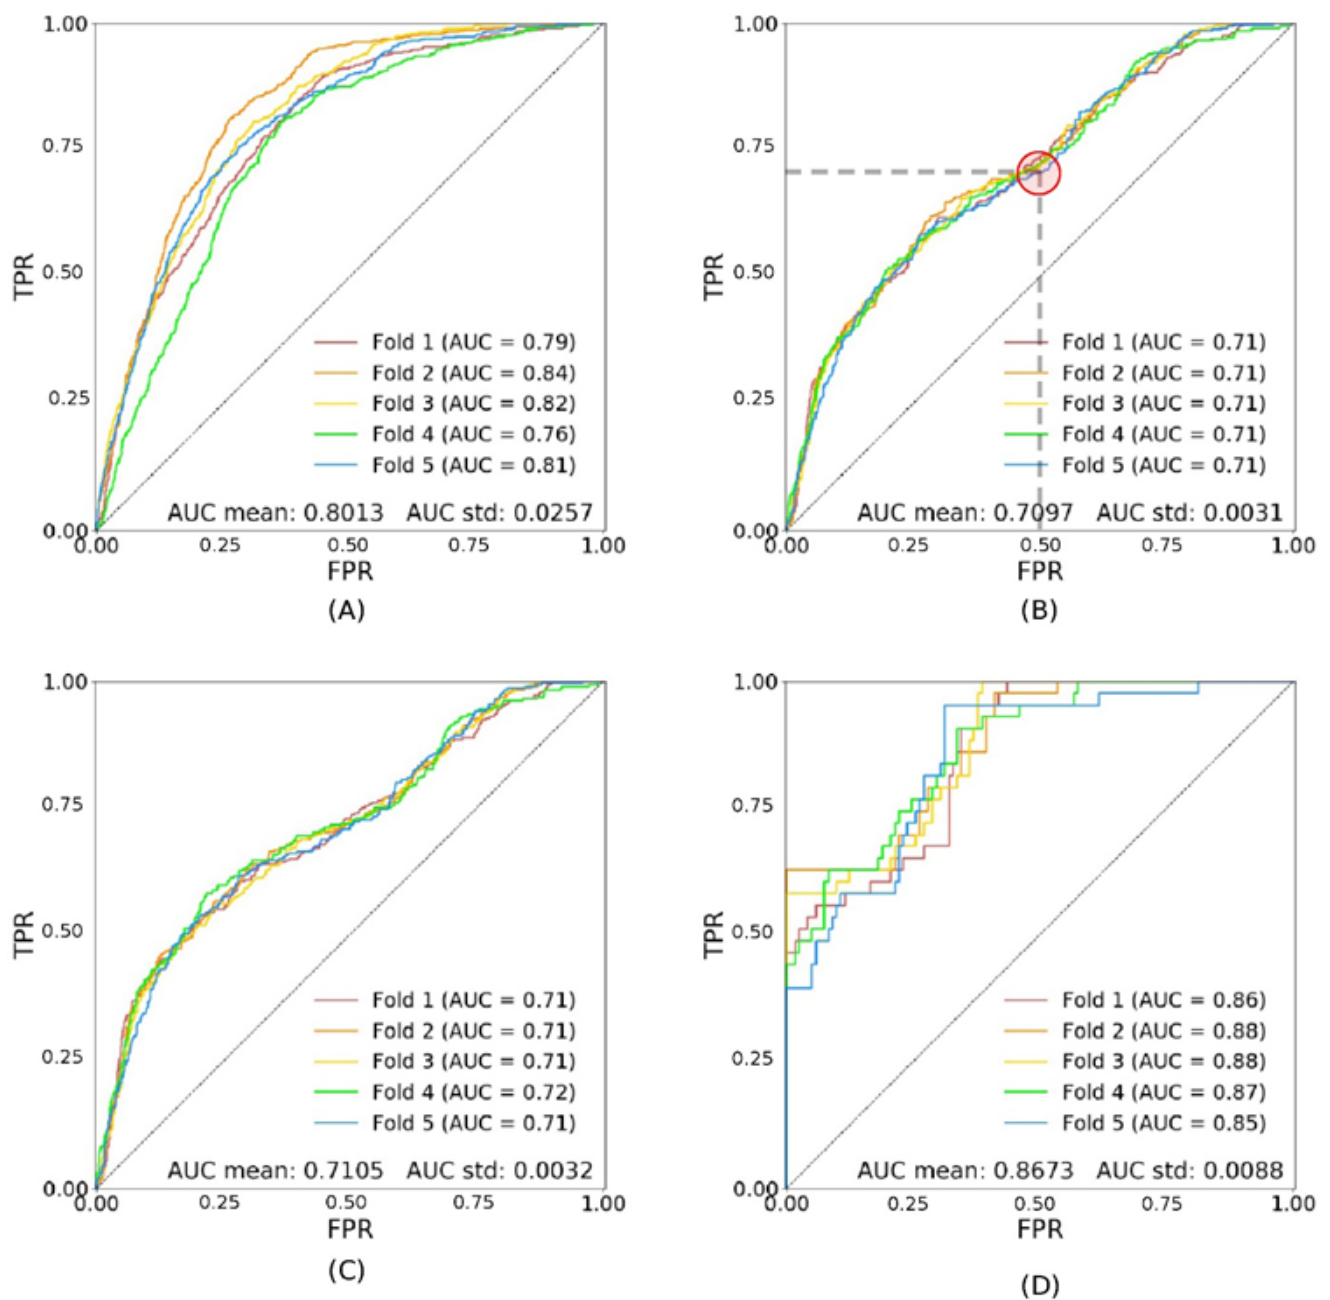 1.00
0.75
0.50
0.25
0.00
TPR
Fold 1 (AUC = 0.79)
Fold 2 (AUC = 0.84)
Fold 3 (AUC = 0.82)
Fold 4 (AUC = 0.76)
Fold 5 (AUC = 0.81)
AUC mean: 0.8013 AUC std: 0.0257
0.00 0.25 0.50 0.75 1.00
FPR
(A)
1.00
0.75
0.50
0.25
0.00
TPR
Fold 1 (AUC = 0.71)
Fold 2 (AUC = 0.71)
Fold 3 (AUC = 0.71)
Fold 4 (AUC = 0.71)
Fold 5 (AUC = 0.71)
AUC mean: 0.7097 AUC std: 0.0031
0.00 0.25 0.50 0.75 1.00
FPR
(B)
1.00
0.75
0.50
0.25
0.00
TPR
Fold 1 (AUC = 0.71)
Fold 2 (AUC = 0.71)
Fold 3 (AUC = 0.71)
Fold 4 (AUC = 0.72)
Fold 5 (AUC = 0.71)
AUC mean: 0.7105 AUC std: 0.0032
0.00 0.25 0.50 0.75 1.00
FPR
(C)
1.00
0.75
0.50
0.25
0.00
TPR
Fold 1 (AUC = 0.86)
Fold 2 (AUC = 0.88)
Fold 3 (AUC = 0.88)
Fold 4 (AUC = 0.87)
Fold 5 (AUC = 0.85)
AUC mean: 0.8673 AUC std: 0.0088
0.00 0.25 0.50 0.75 1.00
FPR
(D)